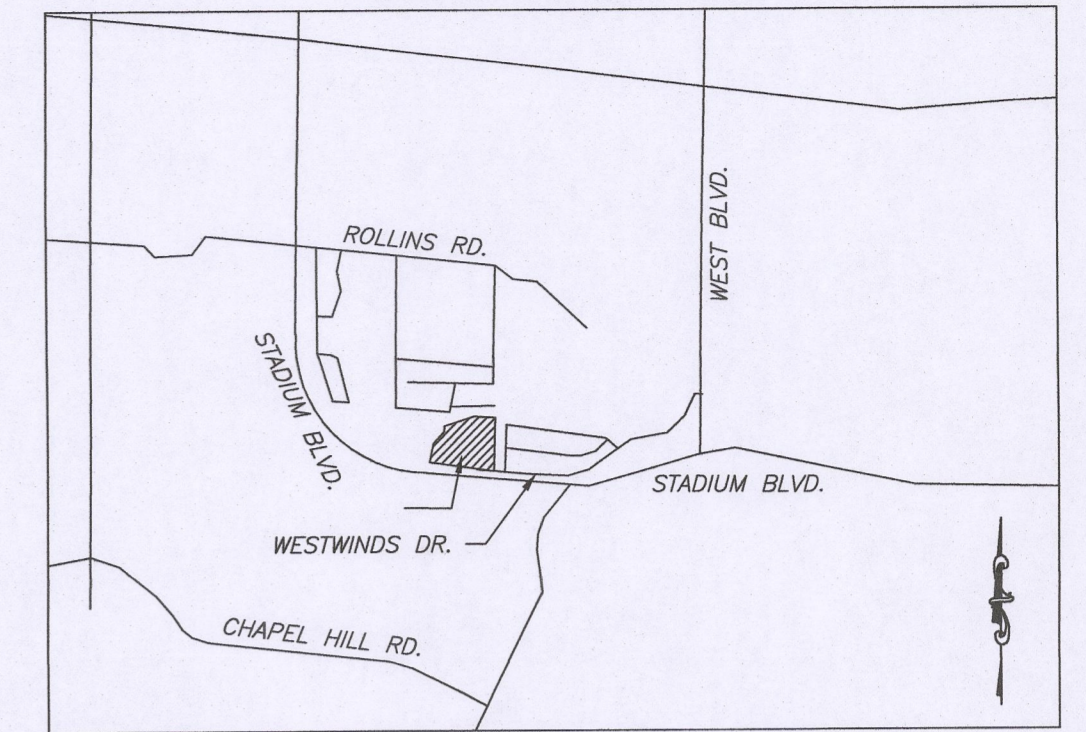 ROLLINS RD.
WEST BLVD.
STADIUM BLVD.
STADIUM BLVD.
WESTWINDS DR.
CHAPEL HILL RD.